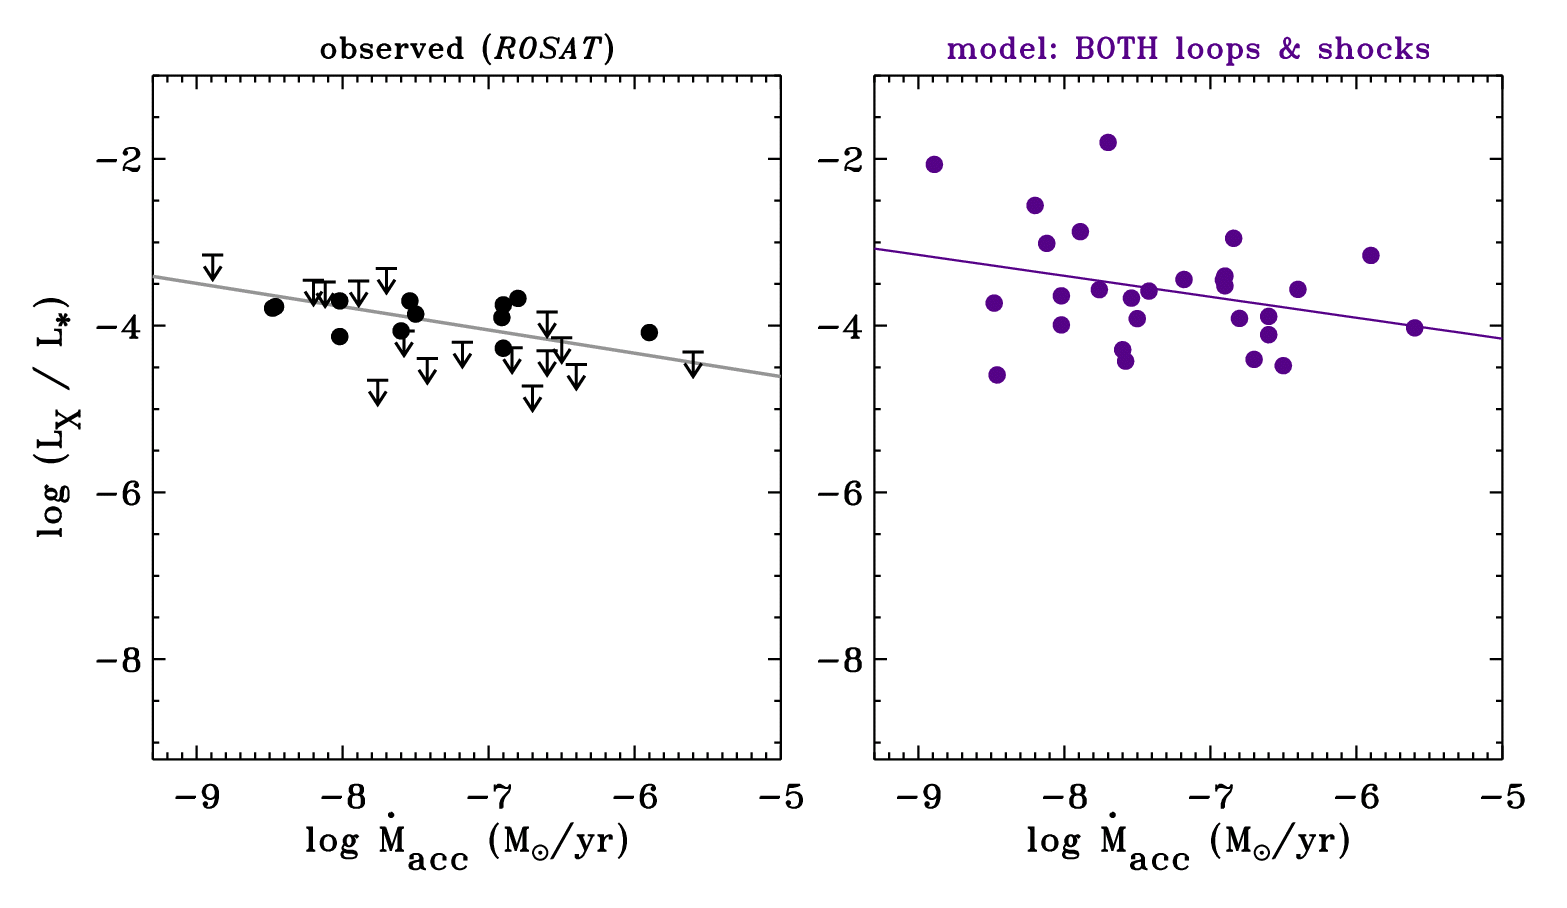 observed (ROSAT)
model: BOTH loops & shocks
log (L_X / L_*)
−2
−4
−6
−8
−9 −8 −7 −6 −5
log Ṁ_acc (M_⊙/yr)
−2
−4
−6
−8
−9 −8 −7 −6 −5
log Ṁ_acc (M_⊙/yr)